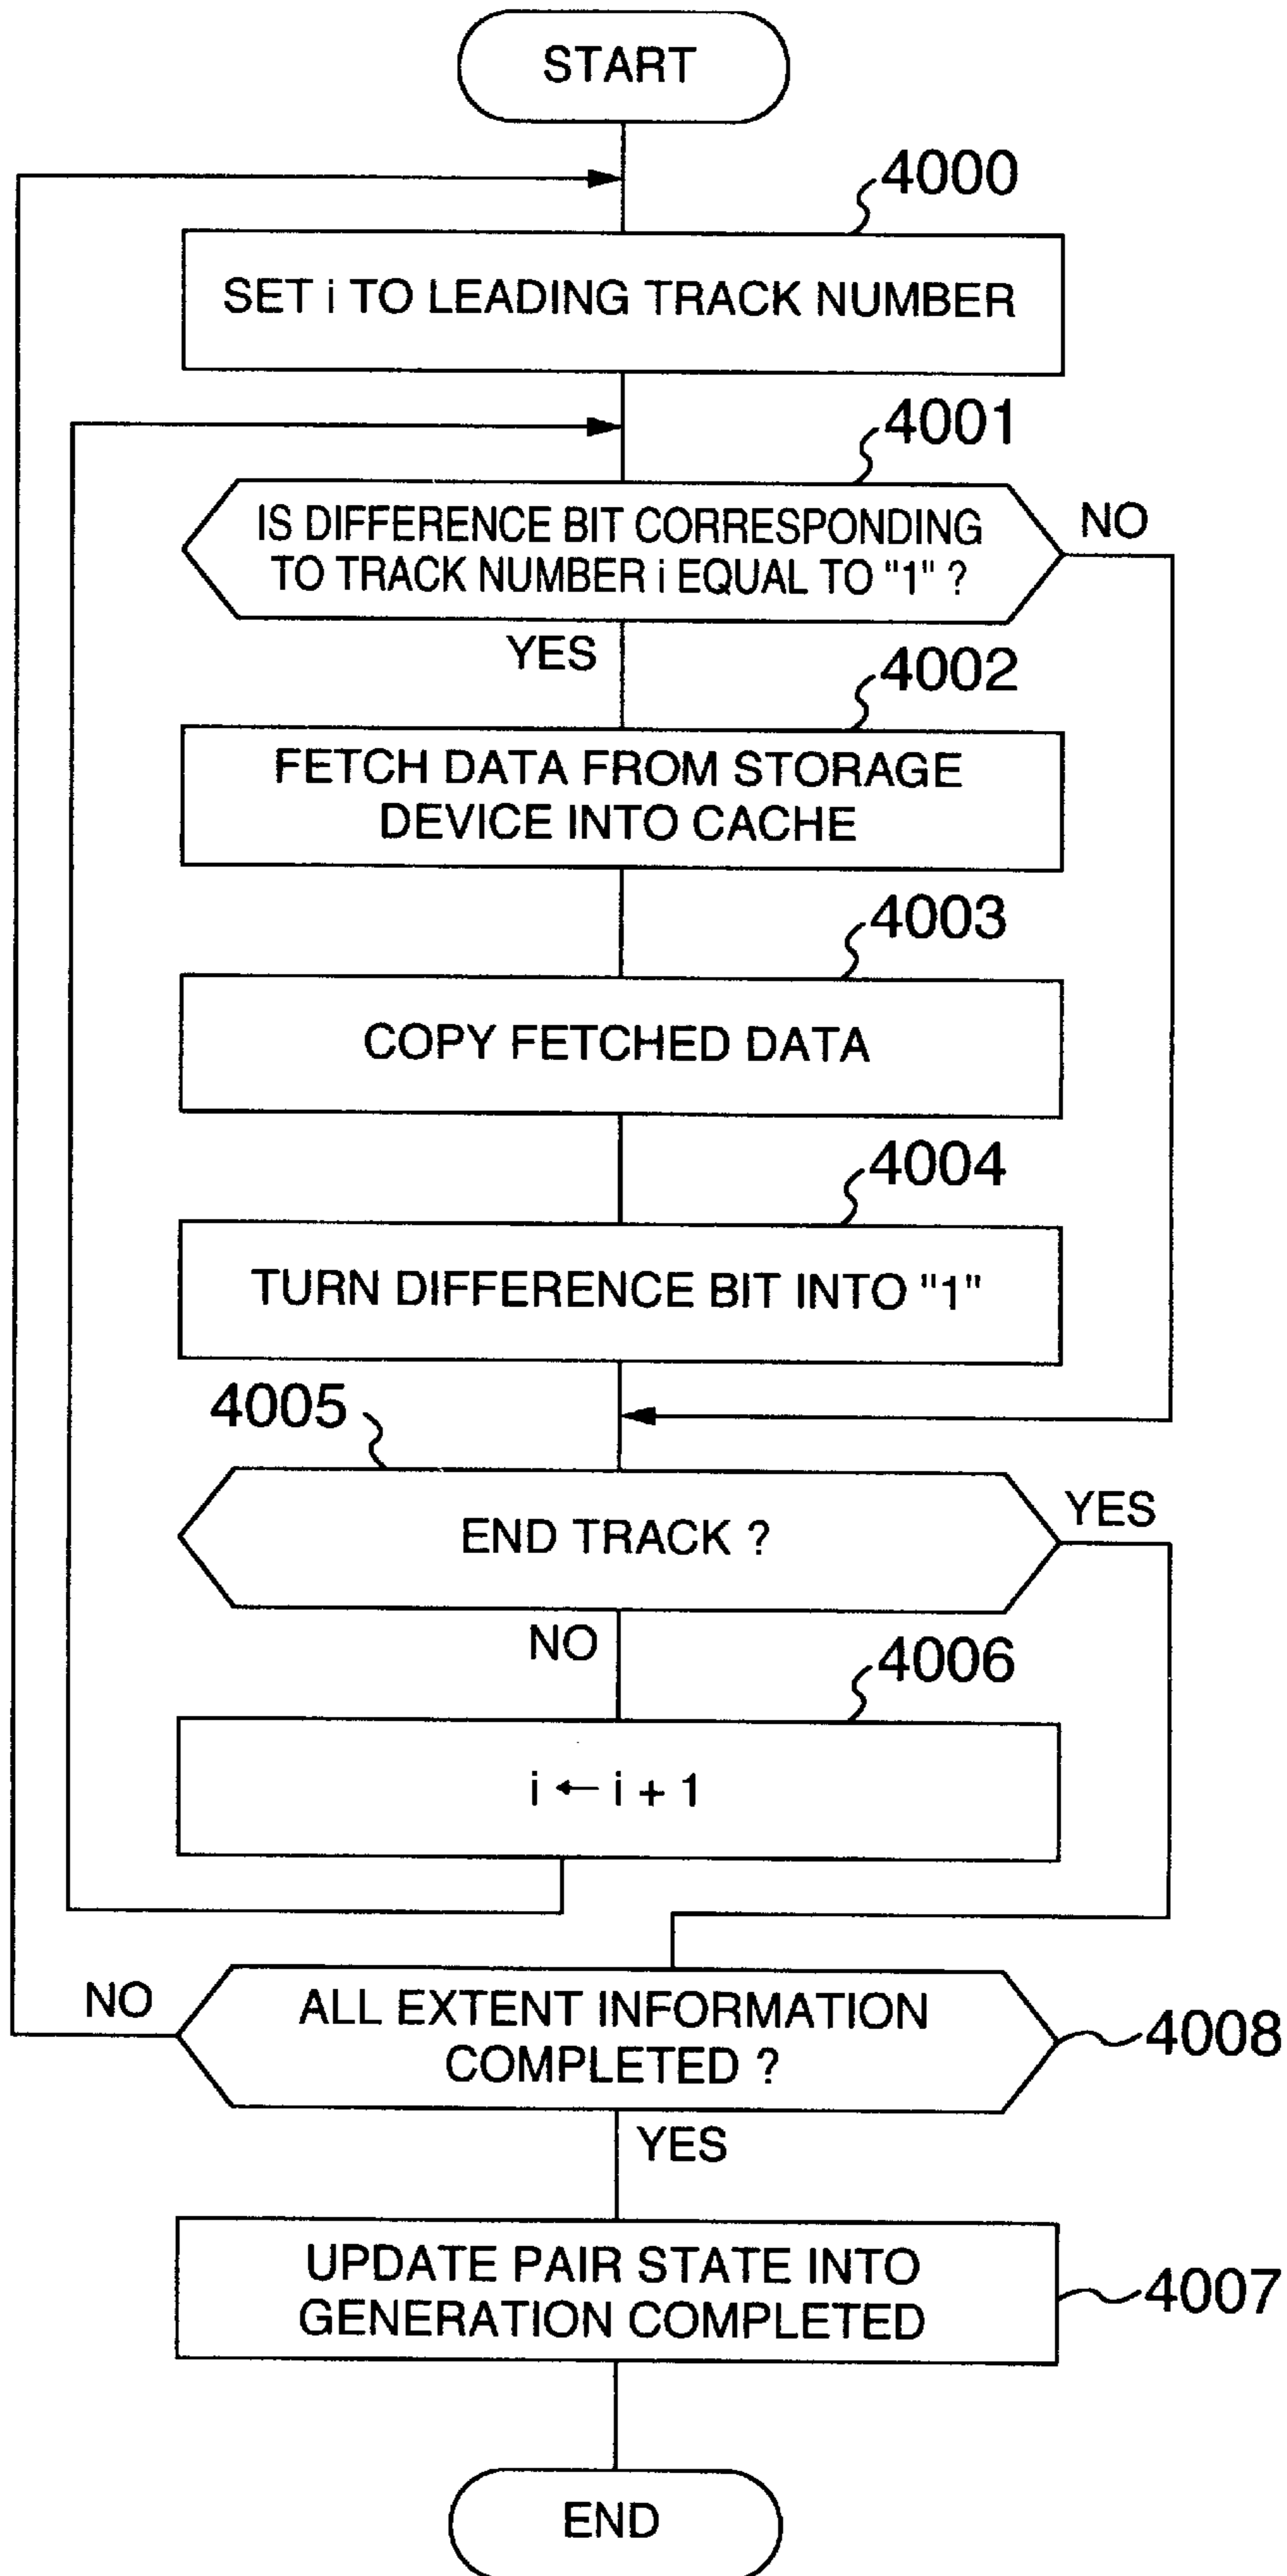 START
4000
SET i TO LEADING TRACK NUMBER
4001
IS DIFFERENCE BIT CORRESPONDING
TO TRACK NUMBER i EQUAL TO "1" ?
NO
YES
4002
FETCH DATA FROM STORAGE
DEVICE INTO CACHE
4003
COPY FETCHED DATA
4004
TURN DIFFERENCE BIT INTO "1"
4005
END TRACK ?
YES
NO
4006
i ← i + 1
NO
ALL EXTENT INFORMATION
COMPLETED ?
4008
YES
UPDATE PAIR STATE INTO
GENERATION COMPLETED
4007
END